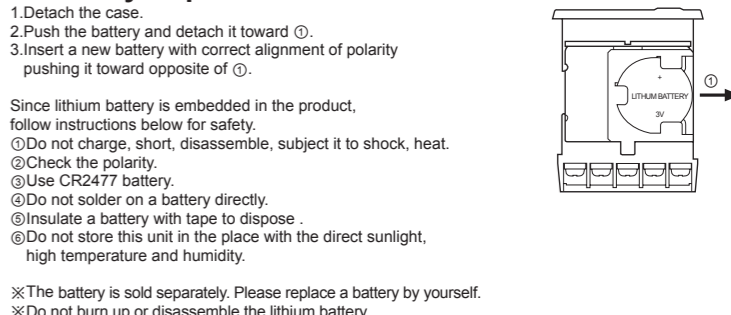 1.Detach the case.
2.Push the battery and detach it toward ①.
3.Insert a new battery with correct alignment of polarity
pushing it toward opposite of ①.
Since lithium battery is embedded in the product,
follow instructions below for safety.
①Do not charge, short, disassemble, subject it to shock, heat.
②Check the polarity.
③Use CR2477 battery.
④Do not solder on a battery directly.
⑤Insulate a battery with tape to dispose .
⑥Do not store this unit in the place with the direct sunlight,
high temperature and humidity.
※The battery is sold separately. Please replace a battery by yourself.
※Do not burn up or disassemble the lithium battery
+
LITHUM BATTERY
3V
①